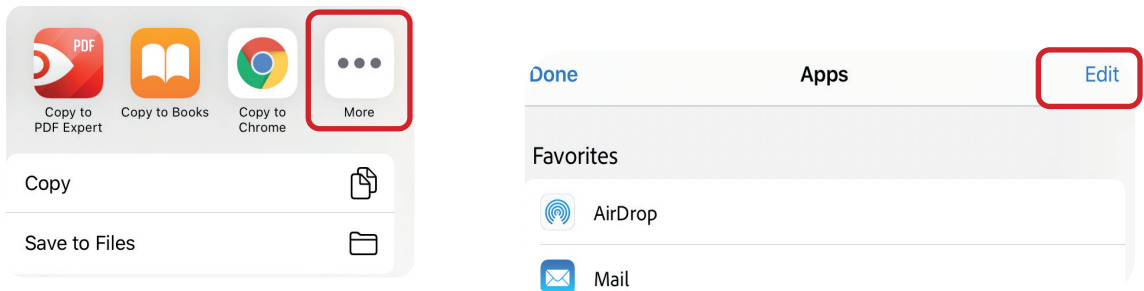 PDF
Copy to
PDF Expert
Copy to Books
Copy to
Chrome
More
Copy
Save to Files
Done
Apps
Edit
Favorites
AirDrop
Mail